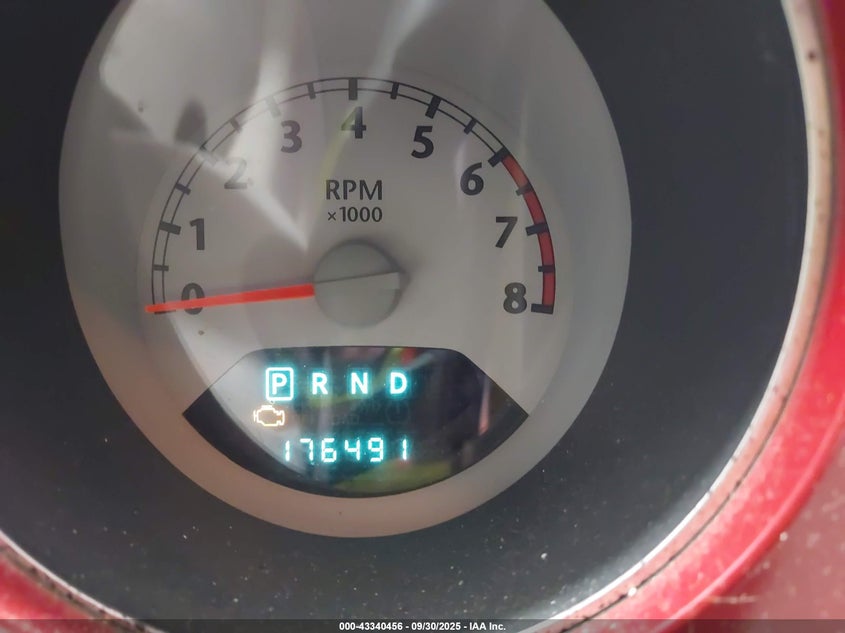 0 1 2 3 4 5 6 7 8
RPM
×1000
P R N D
176491
000-43340456 - 09/30/2025 - IAA Inc.